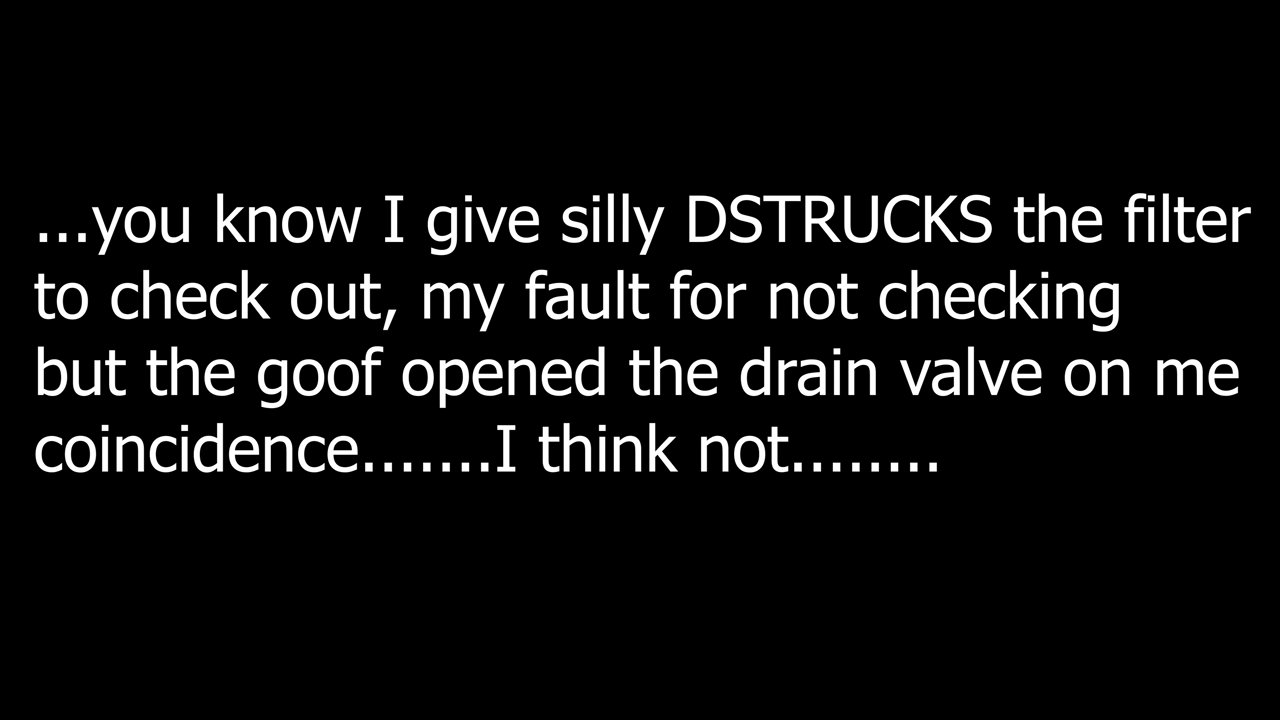 ...you know I give silly DSTRUCKS the filter
to check out, my fault for not checking
but the goof opened the drain valve on me
coincidence.......I think not........